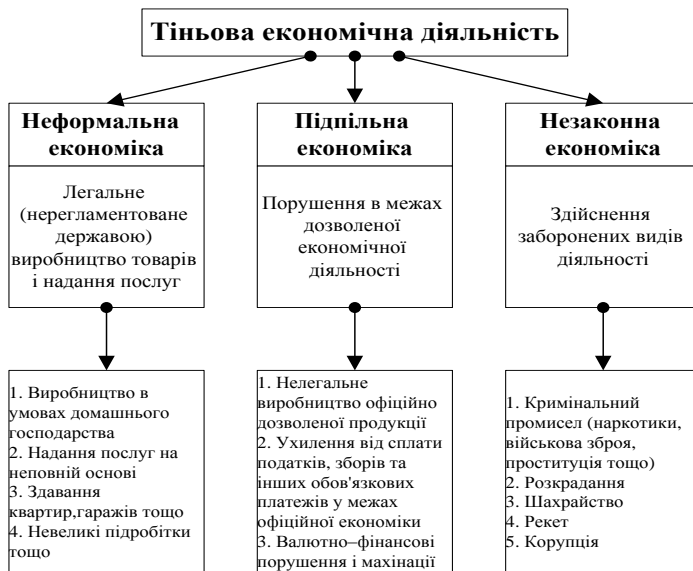 Тіньова економічна діяльність
Неформальна
економіка
Легальне
(нерегламентоване
державою)
виробництво товарів
і надання послуг
1. Виробництво в
умовах домашнього
господарства
2. Надання послуг на
неповній основі
3. Здавання
квартир,гаражів тощо
4. Невеликі підробітки
тощо
Підпільна
економіка
Порушення в межах
дозволеної
економічної
діяльності
1. Нелегальне
виробництво офіційно
дозволеної продукції
2. Ухилення від сплати
податків, зборів та
інших обов'язкових
платежів у межах
офіційної економіки
3. Валютно–фінансові
порушення і махінації
Незаконна
економіка
Здійснення
заборонених видів
діяльності
1. Кримінальний
промисел (наркотики,
військова зброя,
проституція тощо)
2. Розкрадання
3. Шахрайство
4. Рекет
5. Корупція